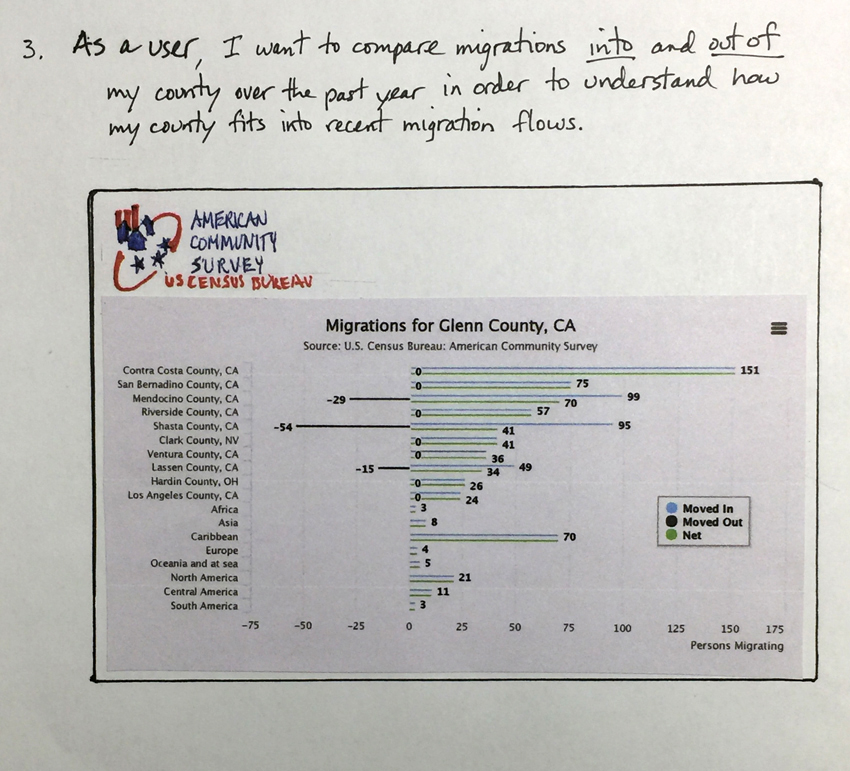 3. As a user, I want to compare migrations into and out of
my county over the past year in order to understand how
my county fits into recent migration flows.
AMERICAN
COMMUNITY
SURVEY
US CENSUS BUREAU
Migrations for Glenn County, CA
Source: U.S. Census Bureau: American Community Survey
Contra Costa County, CA 0 151
San Bernadino County, CA 0 75
Mendocino County, CA -29 70 99
Riverside County, CA 0 57
Shasta County, CA -54 41 95
Clark County, NV 0 41
Ventura County, CA 0 36
Lassen County, CA -15 34 49
Hardin County, OH 0 26
Los Angeles County, CA 0 24
Africa 3
Asia 8
Caribbean 70
Europe 4
Oceania and at sea 5
North America 21
Central America 11
South America 3
Moved In
Moved Out
Net
-75 -50 -25 0 25 50 75 100 125 150 175
Persons Migrating